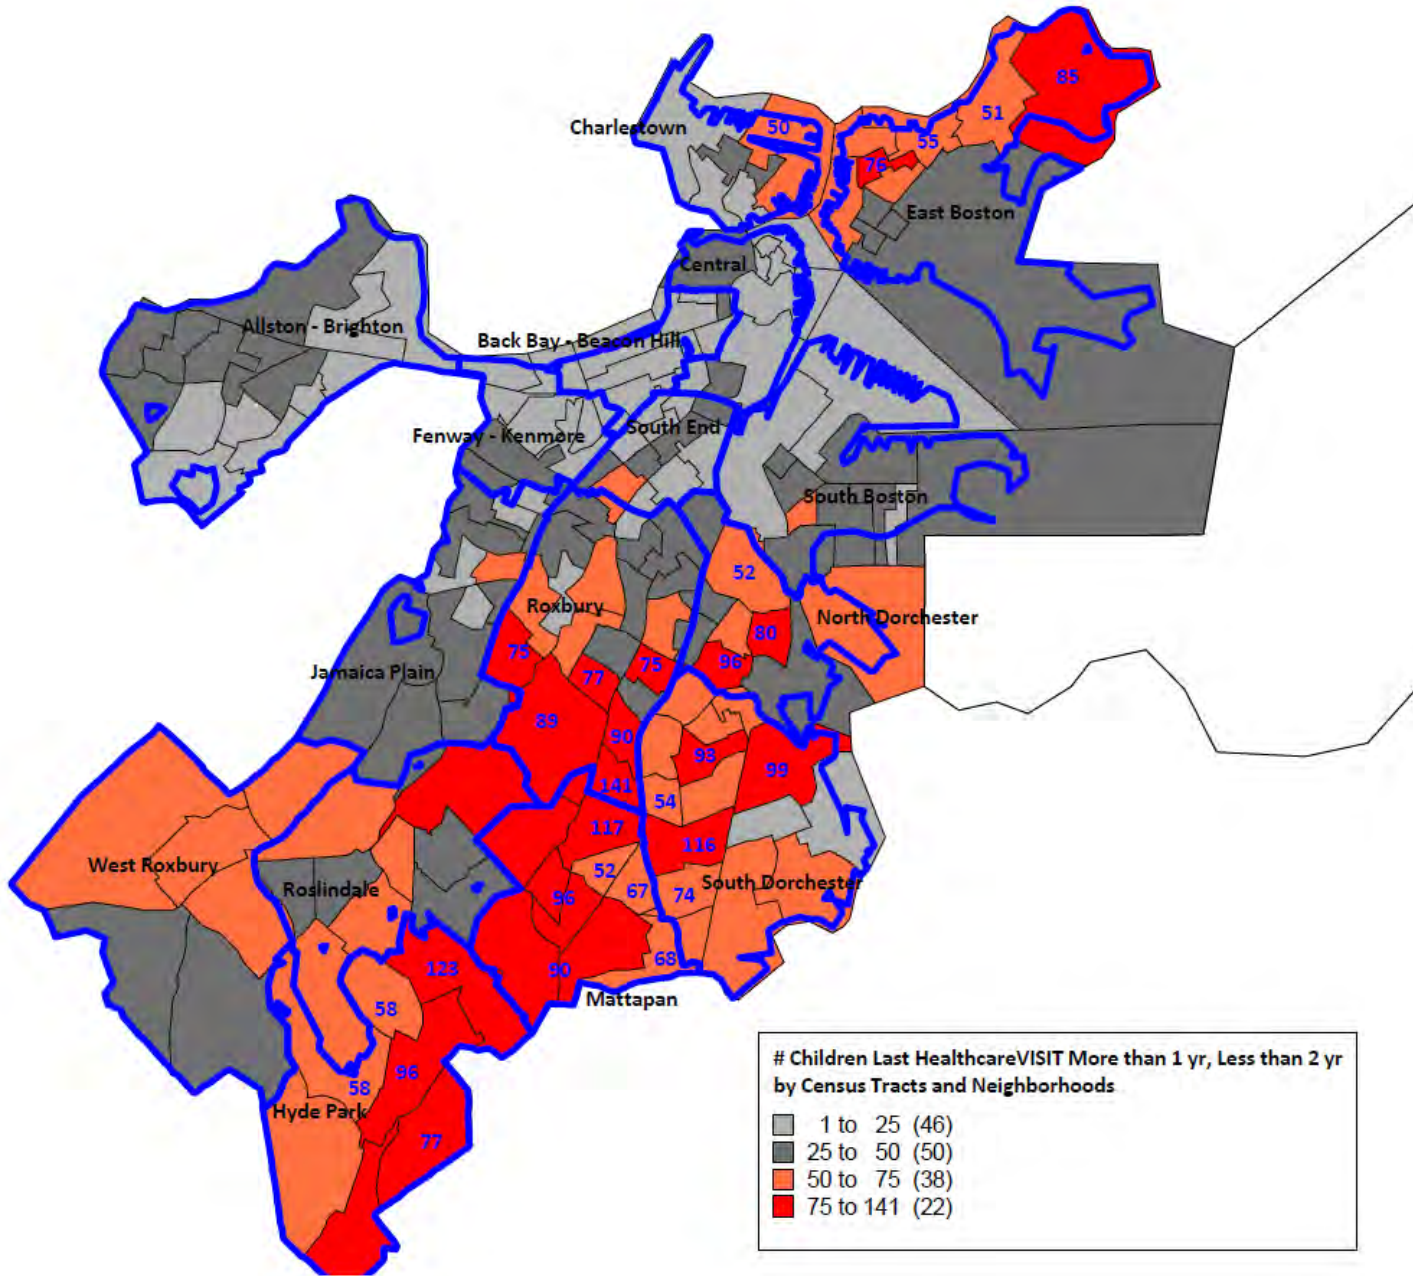 85
51
Charlestown
50
55
76
East Boston
Central
Allston - Brighton
Back Bay - Beacon Hill
South End
Fenway - Kenmore
South Boston
52
Roxbury
North Dorchester
80
75
75
96
Jamaica Plain
77
89
90
93
99
141
54
117
116
West Roxbury
52
Roslindale
67
74
South Dorchester
96
68
123
90
Mattapan
58
96
58
Hyde Park
77
# Children Last HealthcareVISIT More than 1 yr, Less than 2 yr
by Census Tracts and Neighborhoods
1 to 25 (46)
25 to 50 (50)
50 to 75 (38)
75 to 141 (22)